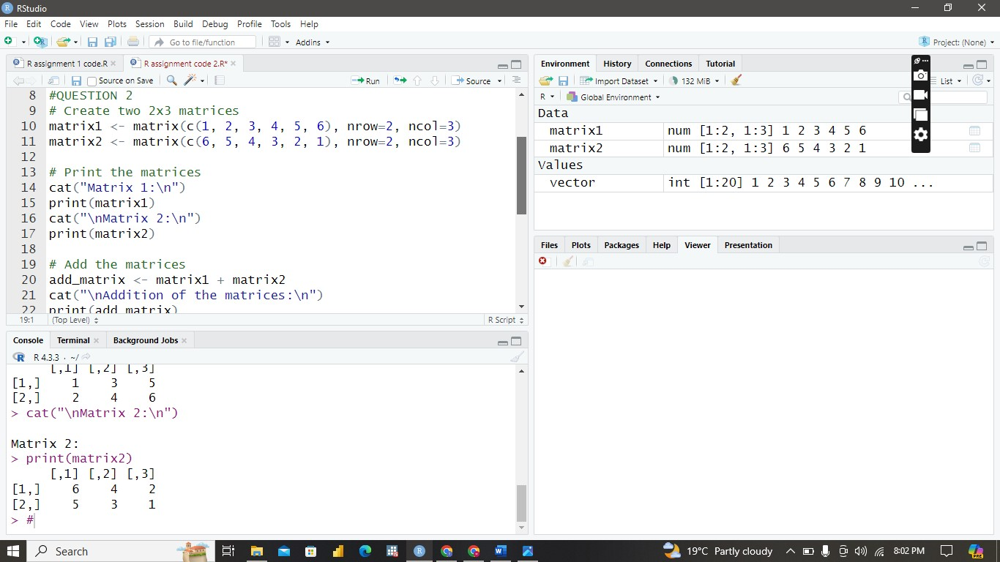 RStudio
File Edit Code View Plots Session Build Debug Profile Tools Help
Go to file/function Addins Project: (None)
R assignment 1 code.R R assignment code 2.R*
Source on Save Run Source
8 #QUESTION 2
9 # Create two 2x3 matrices
10 matrix1 <- matrix(c(1, 2, 3, 4, 5, 6), nrow=2, ncol=3)
11 matrix2 <- matrix(c(6, 5, 4, 3, 2, 1), nrow=2, ncol=3)
12
13 # Print the matrices
14 cat("Matrix 1:\n")
15 print(matrix1)
16 cat("\nMatrix 2:\n")
17 print(matrix2)
18
19 # Add the matrices
20 add_matrix <- matrix1 + matrix2
21 cat("\nAddition of the matrices:\n")
22 print(add_matrix)
19:1 (Top Level) R Script
Console Terminal Background Jobs
R 4.3.3 · ~/
[,1] [,2] [,3]
[1,] 1 3 5
[2,] 2 4 6
> cat("\nMatrix 2:\n")
Matrix 2:
> print(matrix2)
[,1] [,2] [,3]
[1,] 6 4 2
[2,] 5 3 1
> #
Environment History Connections Tutorial
Import Dataset 132 MiB List
R Global Environment
Data
matrix1 num [1:2, 1:3] 1 2 3 4 5 6
matrix2 num [1:2, 1:3] 6 5 4 3 2 1
Values
vector int [1:20] 1 2 3 4 5 6 7 8 9 10 ...
Files Plots Packages Help Viewer Presentation
Search 19°C Partly cloudy 8:02 PM